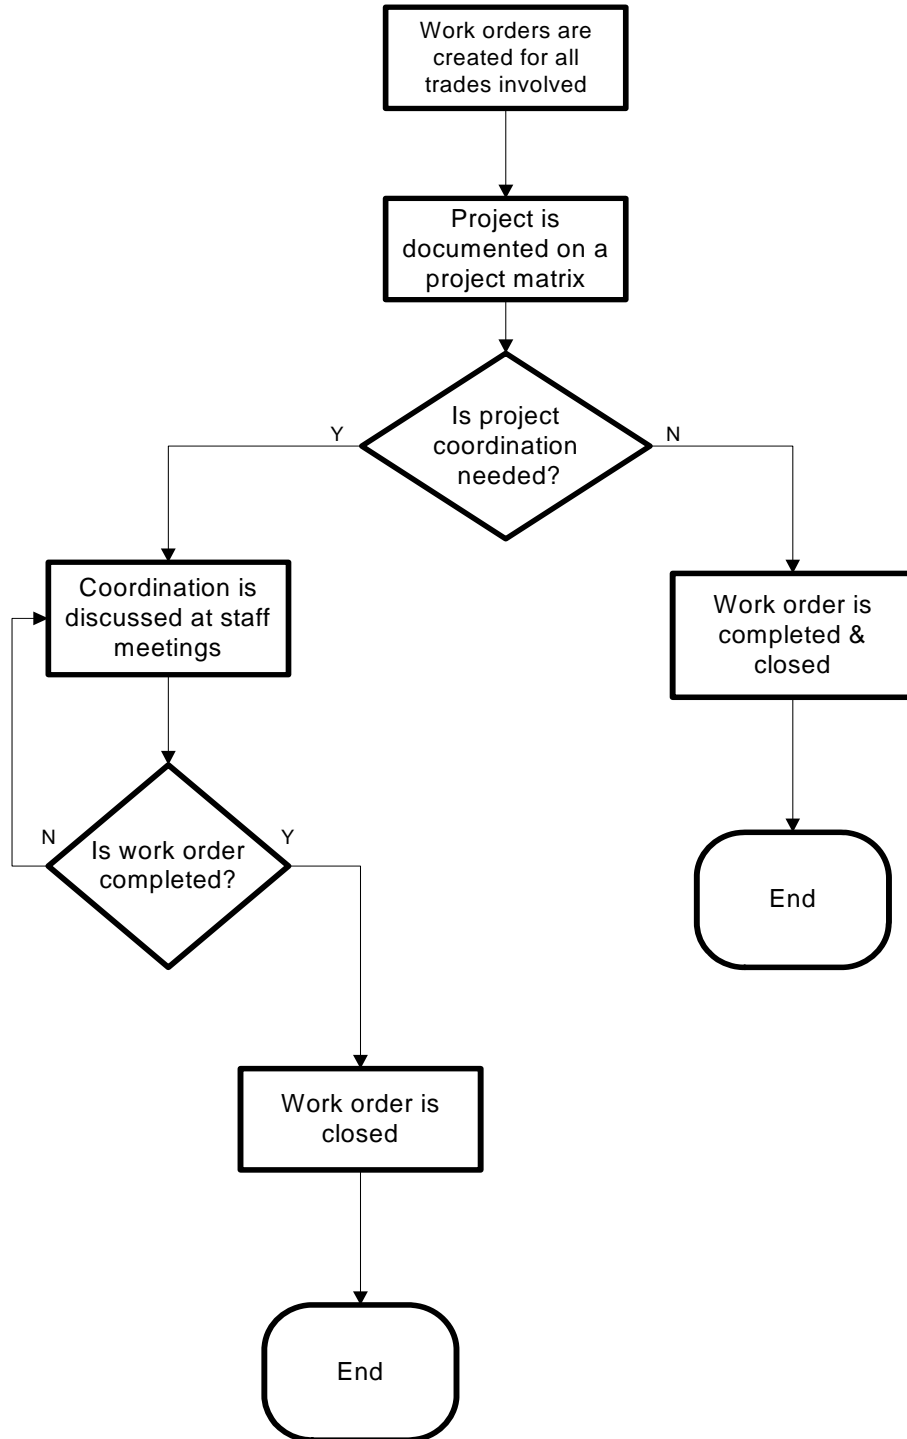 Work orders are
created for all
trades involved
Project is
documented on a
project matrix
Is project
coordination
needed?
Y
N
Coordination is
discussed at staff
meetings
Work order is
completed &
closed
N
Y
Is work order
completed?
End
Work order is
closed
End